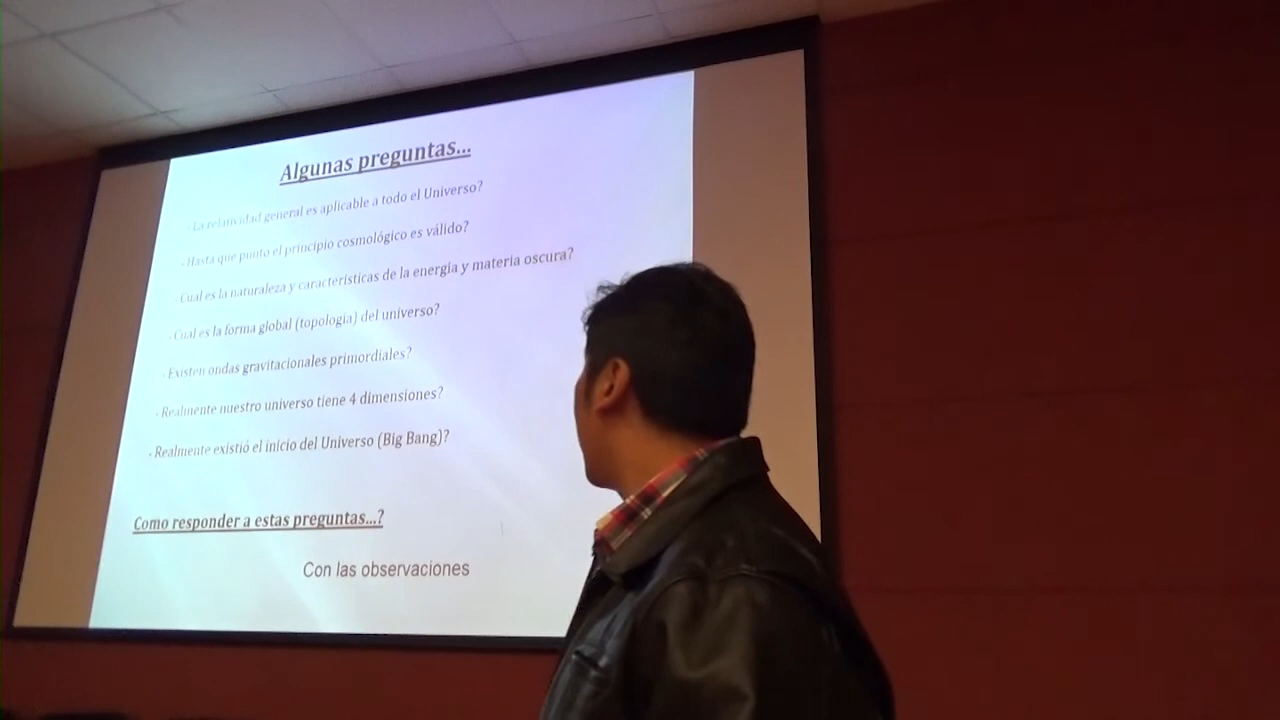 Algunas preguntas...
- La relatividad general es aplicable a todo el Universo?
- Hasta que punto el principio cosmológico es válido?
- Cual es la naturaleza y características de la energía y materia oscura?
- Cual es la forma global (topologia) del universo?
- Existen ondas gravitacionales primordiales?
- Realmente nuestro universo tiene 4 dimensiones?
- Realmente existió el inicio del Universo (Big Bang)?
Como responder a estas preguntas...?
Con las observaciones